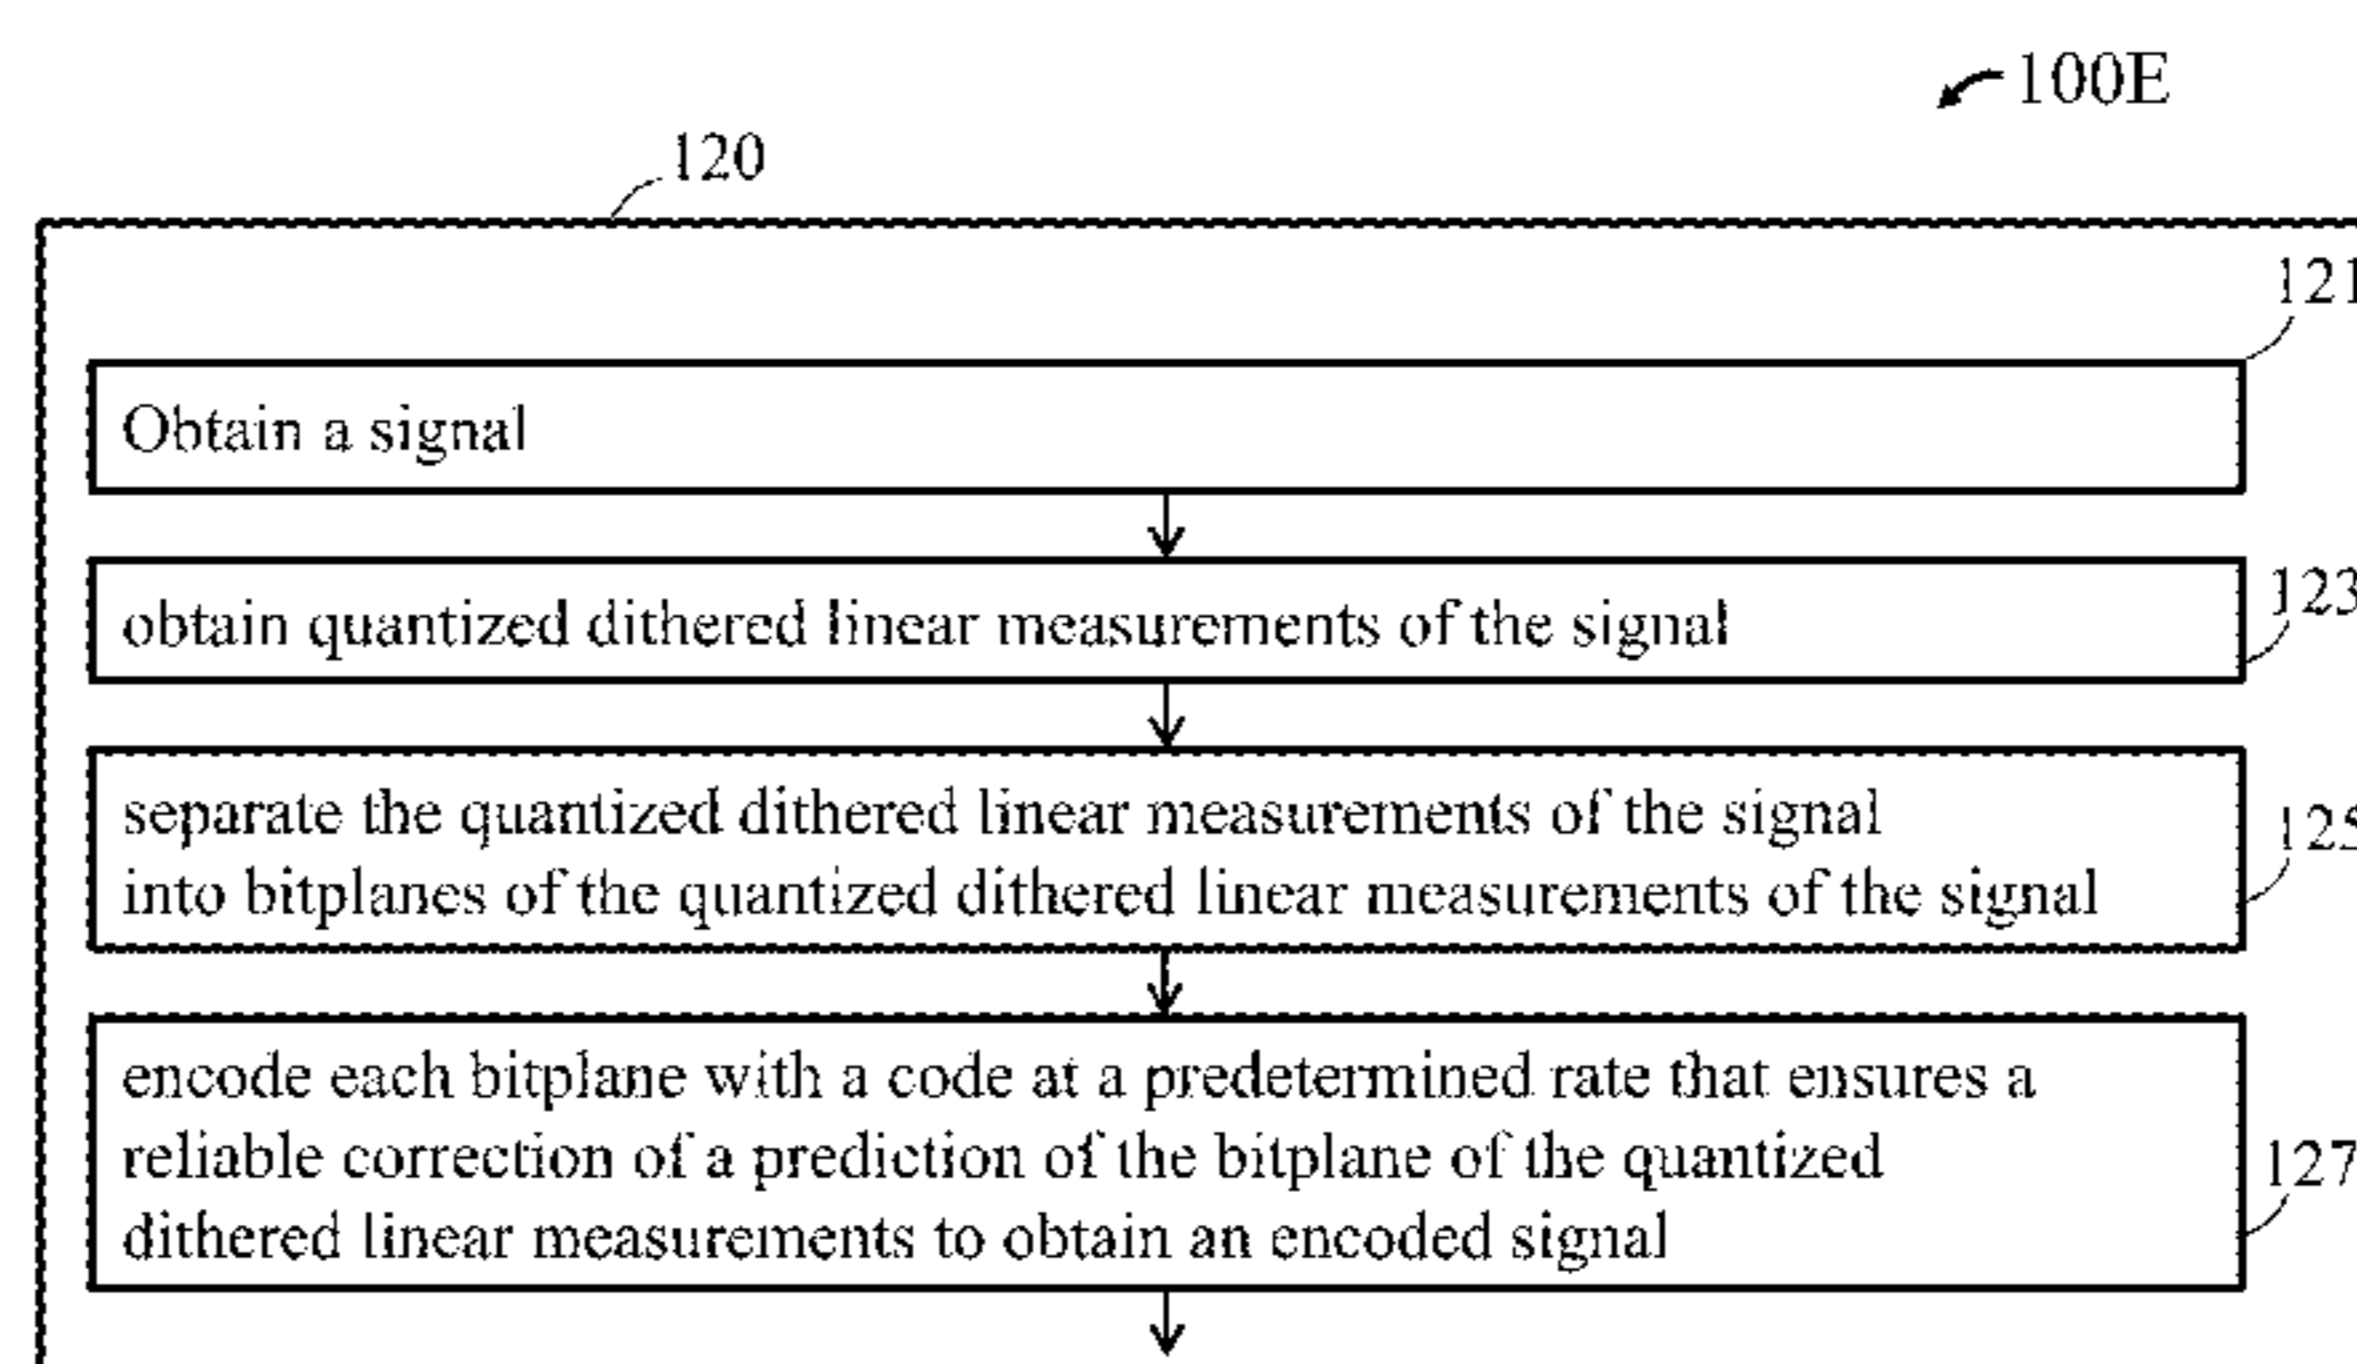 100E
120
121
Obtain a signal
123
obtain quantized dithered linear measurements of the signal
separate the quantized dithered linear measurements of the signal
125
into bitplanes of the quantized dithered linear measurements of the signal
encode each bitplane with a code at a predetermined rate that ensures a
reliable correction of a prediction of the bitplane of the quantized
127
dithered linear measurements to obtain an encoded signal